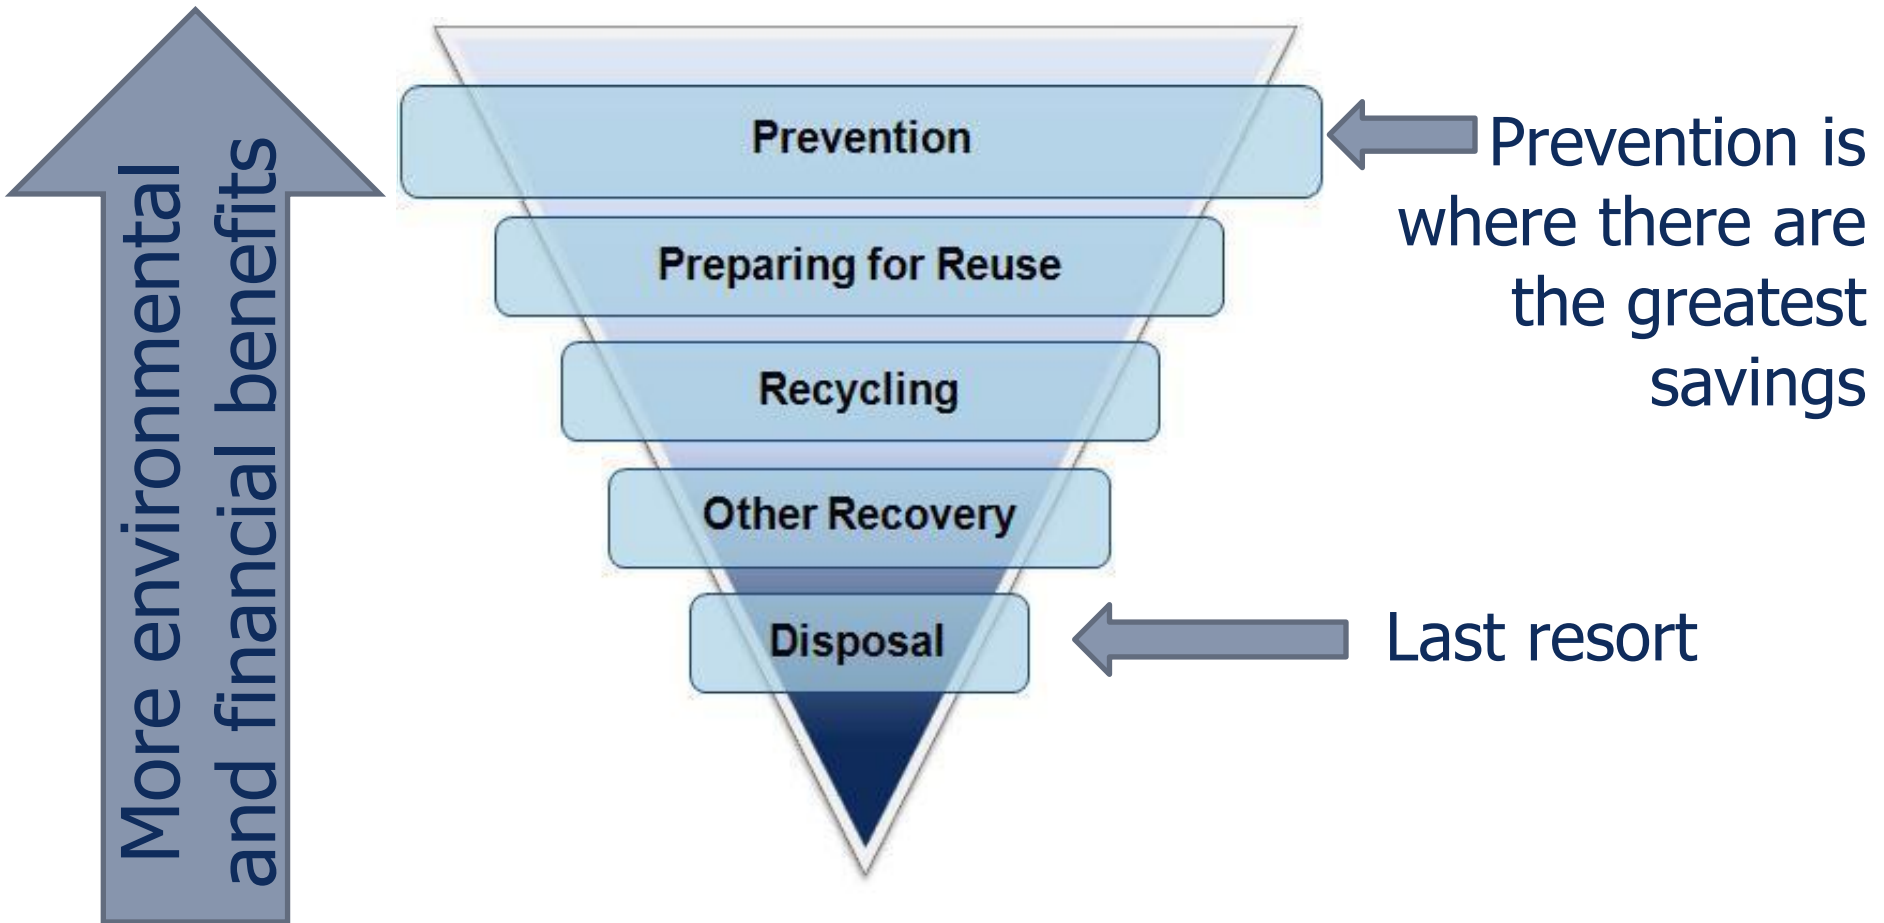 More environmental
and financial benefits
Prevention
Preparing for Reuse
Recycling
Other Recovery
Disposal
Prevention is
where there are
the greatest
savings
Last resort